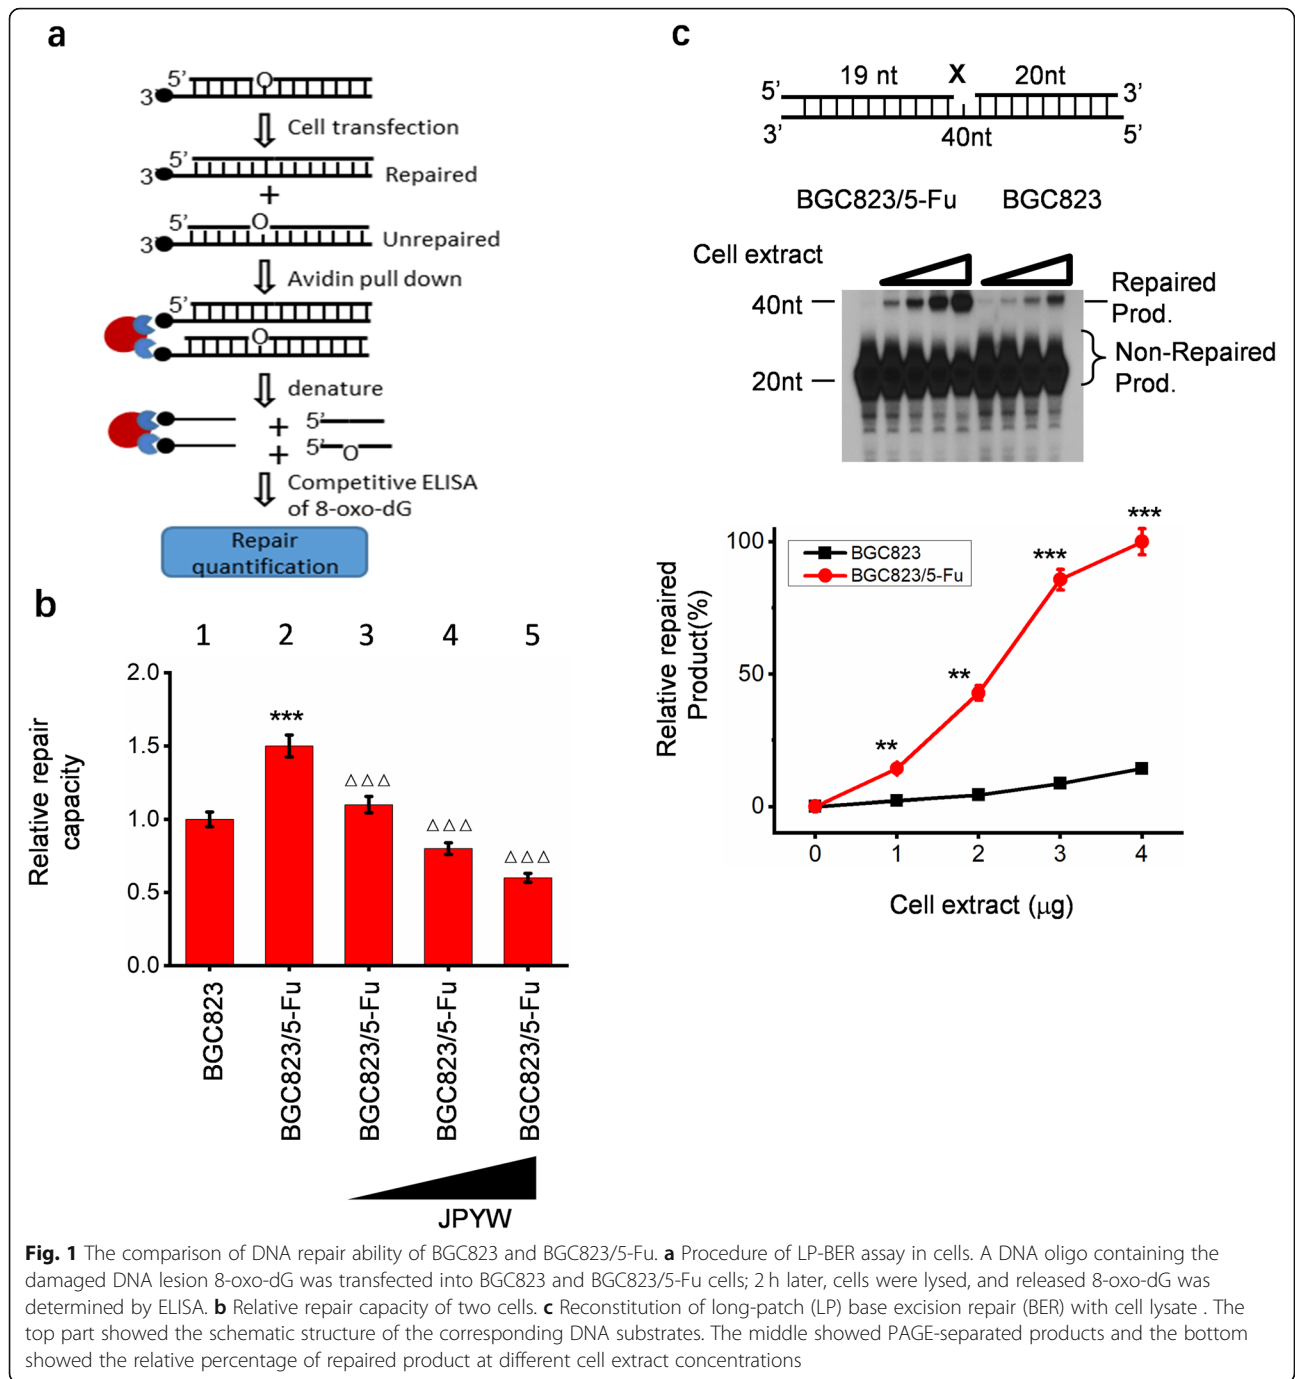 a
5'
O
3'
Cell transfection
5'
3'
Repaired
+
5'
O
3'
Unrepaired
Avidin pull down
5'
O
denature
+ 5'
+ 5'
O
Competitive ELISA
of 8-oxo-dG
Repair
quantification
b
1 2 3 4 5
2.0
1.5
1.0
0.5
0.0
Relative repair
capacity
***
△△△
△△△
△△△
BGC823
BGC823/5-Fu
BGC823/5-Fu
BGC823/5-Fu
BGC823/5-Fu
JPYW
c
19 nt X 20nt
5' 3'
3' 40nt 5'
BGC823/5-Fu BGC823
Cell extract
40nt
Repaired
Prod.
Non-Repaired
Prod.
20nt
***
***
**
**
BGC823
BGC823/5-Fu
100
50
0
Relative repaired
Product(%)
0 1 2 3 4
Cell extract (μg)
Fig. 1 The comparison of DNA repair ability of BGC823 and BGC823/5-Fu. a Procedure of LP-BER assay in cells. A DNA oligo containing the
damaged DNA lesion 8-oxo-dG was transfected into BGC823 and BGC823/5-Fu cells; 2 h later, cells were lysed, and released 8-oxo-dG was
determined by ELISA. b Relative repair capacity of two cells. c Reconstitution of long-patch (LP) base excision repair (BER) with cell lysate . The
top part showed the schematic structure of the corresponding DNA substrates. The middle showed PAGE-separated products and the bottom
showed the relative percentage of repaired product at different cell extract concentrations